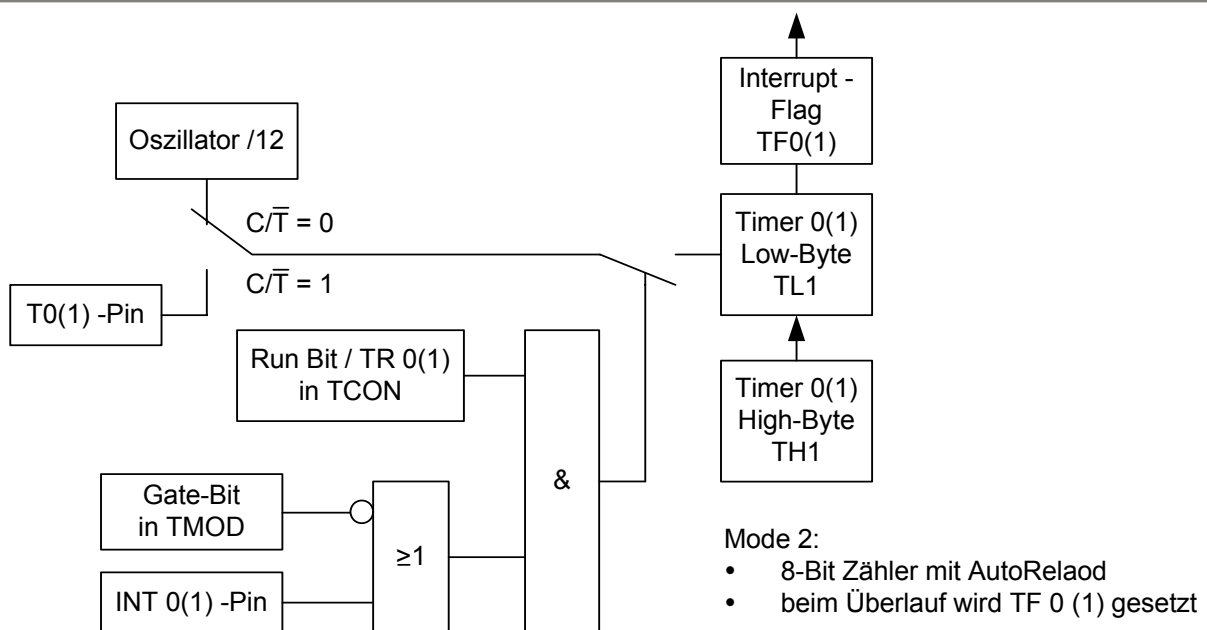 Interrupt -
Flag
TF0(1)
Oszillator /12
C/T̅ = 0
Timer 0(1)
Low-Byte
TL1
C/T̅ = 1
T0(1) -Pin
Run Bit / TR 0(1)
in TCON
Timer 0(1)
High-Byte
TH1
&
Gate-Bit
in TMOD
≥1
INT 0(1) -Pin
Mode 2:
• 8-Bit Zähler mit AutoRelaod
• beim Überlauf wird TF 0 (1) gesetzt